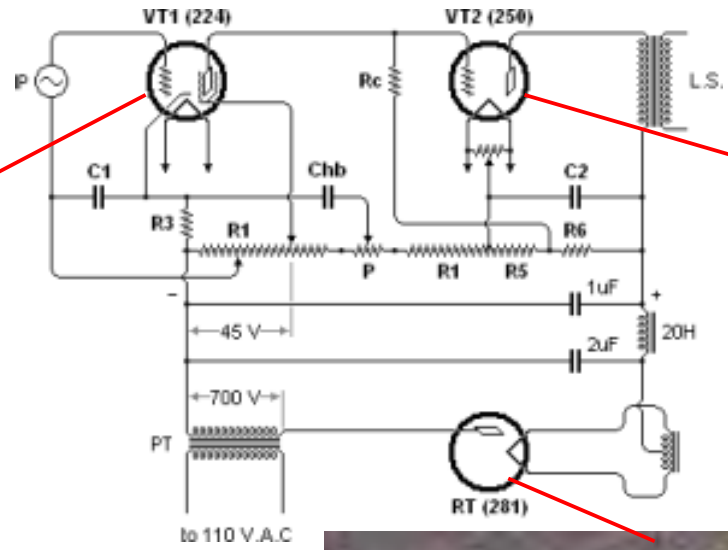 VT1 (224)
VT2 (250)
Rc
L.S.
C1
Chb
C2
R3
R1
R6
P
R1
R5
−
1uF
+
45 V
20H
2uF
700 V
PT
RT (281)
to 110 V.A.C